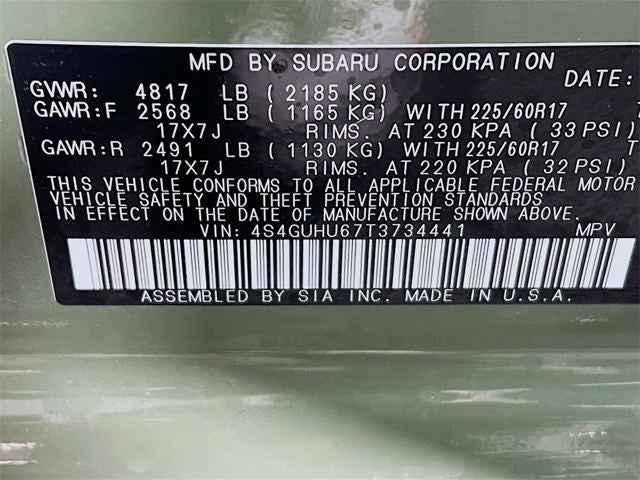 MFD BY SUBARU CORPORATION
DATE:
GVWR: 4817 LB ( 2185 KG)
GAWR:F 2568 LB ( 1165 KG) WITH 225/60R17
17X7J RIMS. AT 230 KPA ( 33 PSI)
GAWR:R 2491 LB ( 1130 KG) WITH 225/60R17 T
17X7J RIMS. AT 220 KPA ( 32 PSI)
THIS VEHICLE CONFORMS TO ALL APPLICABLE FEDERAL MOTOR
VEHICLE SAFETY AND THEFT PREVENTION STANDARDS
IN EFFECT ON THE DATE OF MANUFACTURE SHOWN ABOVE.
VIN: 4S4GUHU67T3734441 MPV
ASSEMBLED BY SIA INC. MADE IN U.S.A.